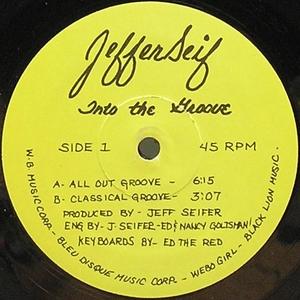 JefferSeif
Into the Groove
SIDE 1 45 RPM
A- ALL OUT GROOVE - 6:15
B- CLASSICAL GROOVE - 3:07
PRODUCED BY - JEFF SEIFER
ENG BY - J. SEIFER - ED & NANCY GOLTSMAN/
KEYBOARDS BY - ED THE RED
W.B. MUSIC CORP. - BLEU DISQUE MUSIC CORP. - WEBO GIRL - BLACK LION MUSIC.